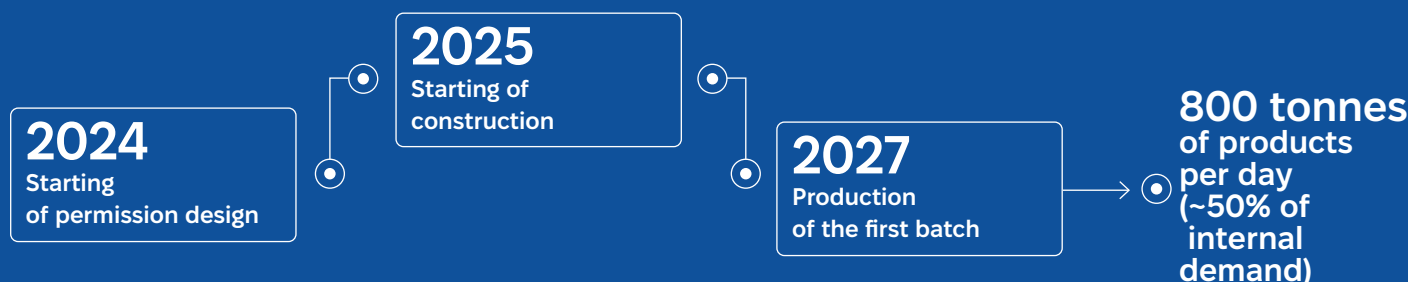 2024
Starting
of permission design
2025
Starting of
construction
2027
Production
of the first batch
800 tonnes
of products
per day
(~50% of
internal
demand)